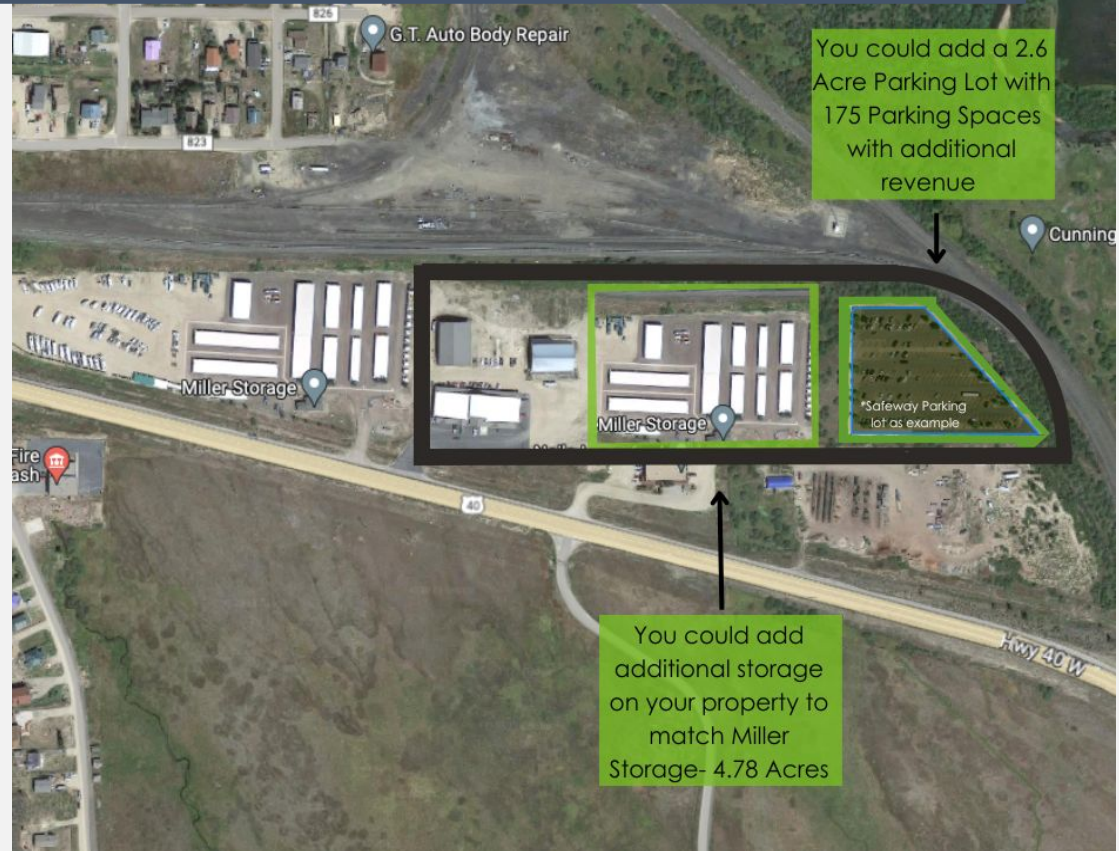 826
G.T. Auto Body Repair
You could add a 2.6
Acre Parking Lot with
175 Parking Spaces
with additional
revenue
823
Cunning
Miller Storage
*Safeway Parking
lot as example
Miller Storage
Fire
ash
40
Hwy 40 W
You could add
additional storage
on your property to
match Miller
Storage- 4.78 Acres